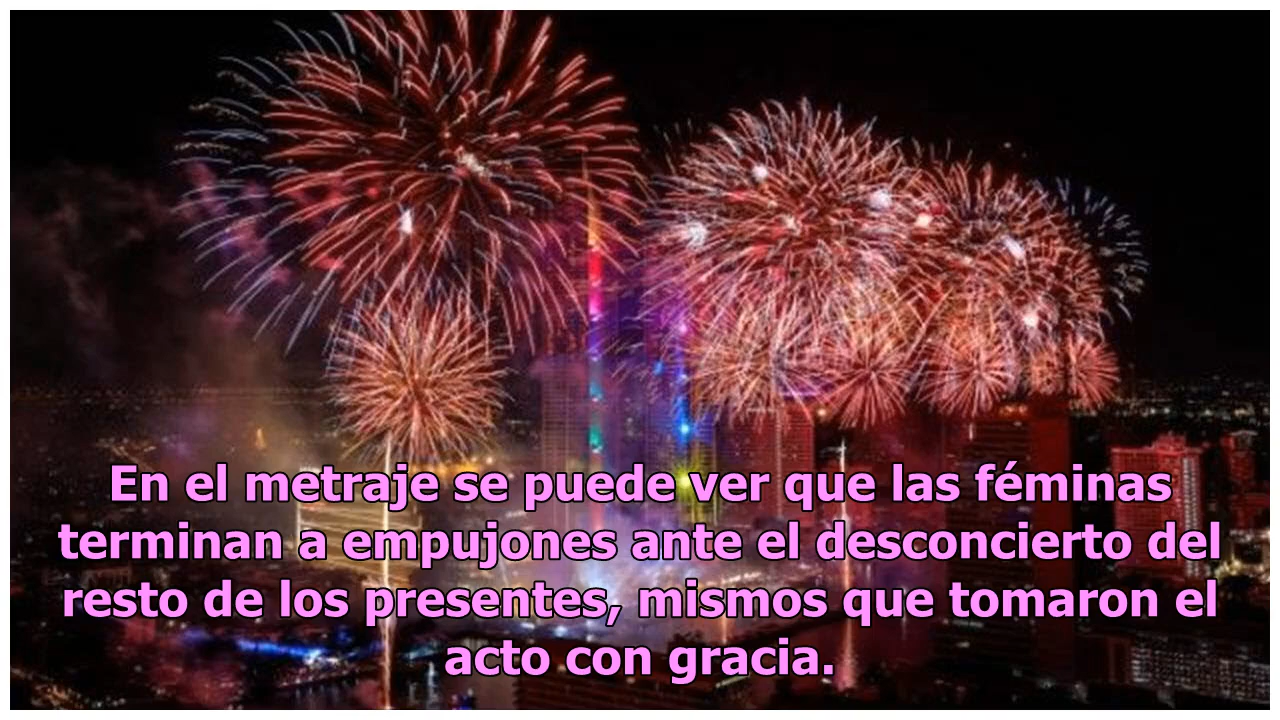 En el metraje se puede ver que las féminas
terminan a empujones ante el desconcierto del
resto de los presentes, mismos que tomaron el
acto con gracia.